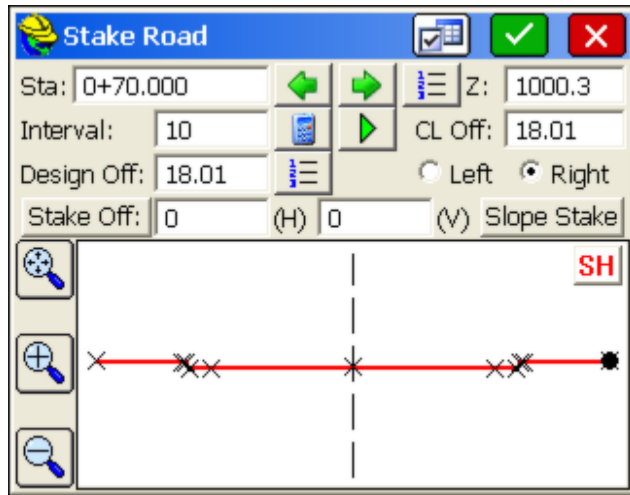 Stake Road
Sta: 0+70.000 Z: 1000.3
Interval: 10 CL Off: 18.01
Design Off: 18.01 Left Right
Stake Off: 0 (H) 0 (V) Slope Stake
SH